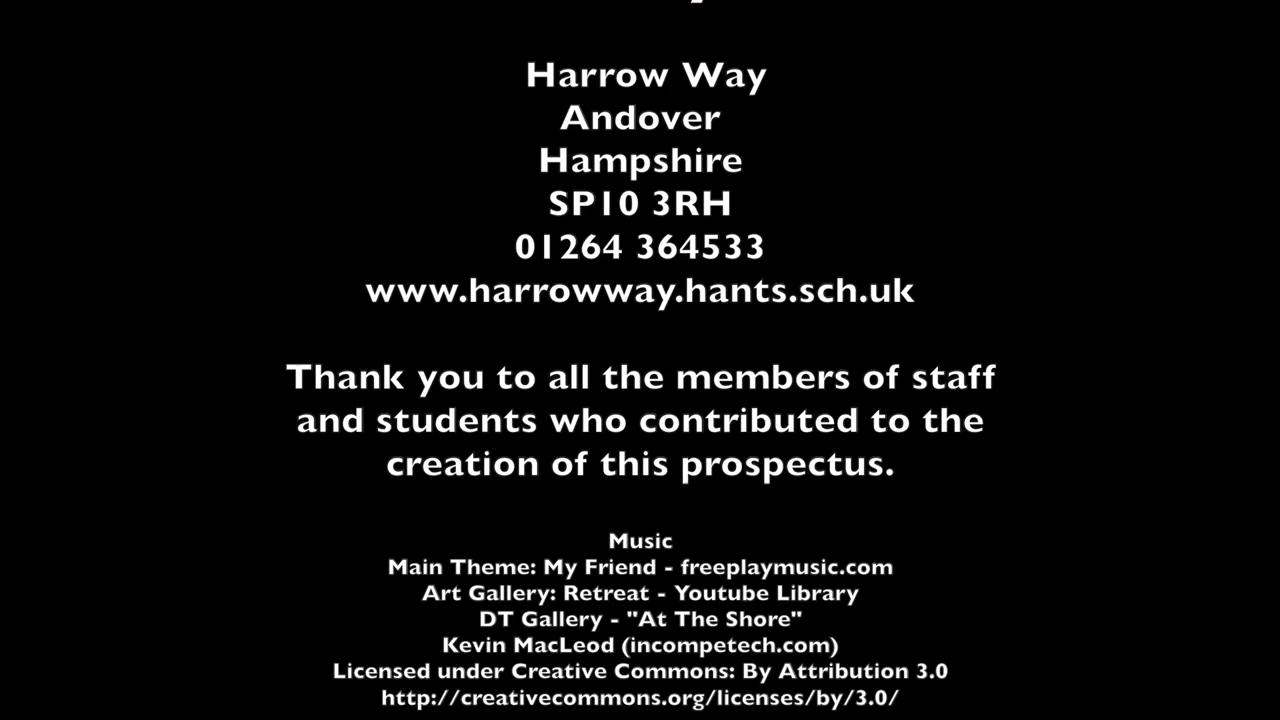 Harrow Way
Andover
Hampshire
SP10 3RH
01264 364533
www.harrowway.hants.sch.uk
Thank you to all the members of staff
and students who contributed to the
creation of this prospectus.
Music
Main Theme: My Friend - freeplaymusic.com
Art Gallery: Retreat - Youtube Library
DT Gallery - "At The Shore"
Kevin MacLeod (incompetech.com)
Licensed under Creative Commons: By Attribution 3.0
http://creativecommons.org/licenses/by/3.0/